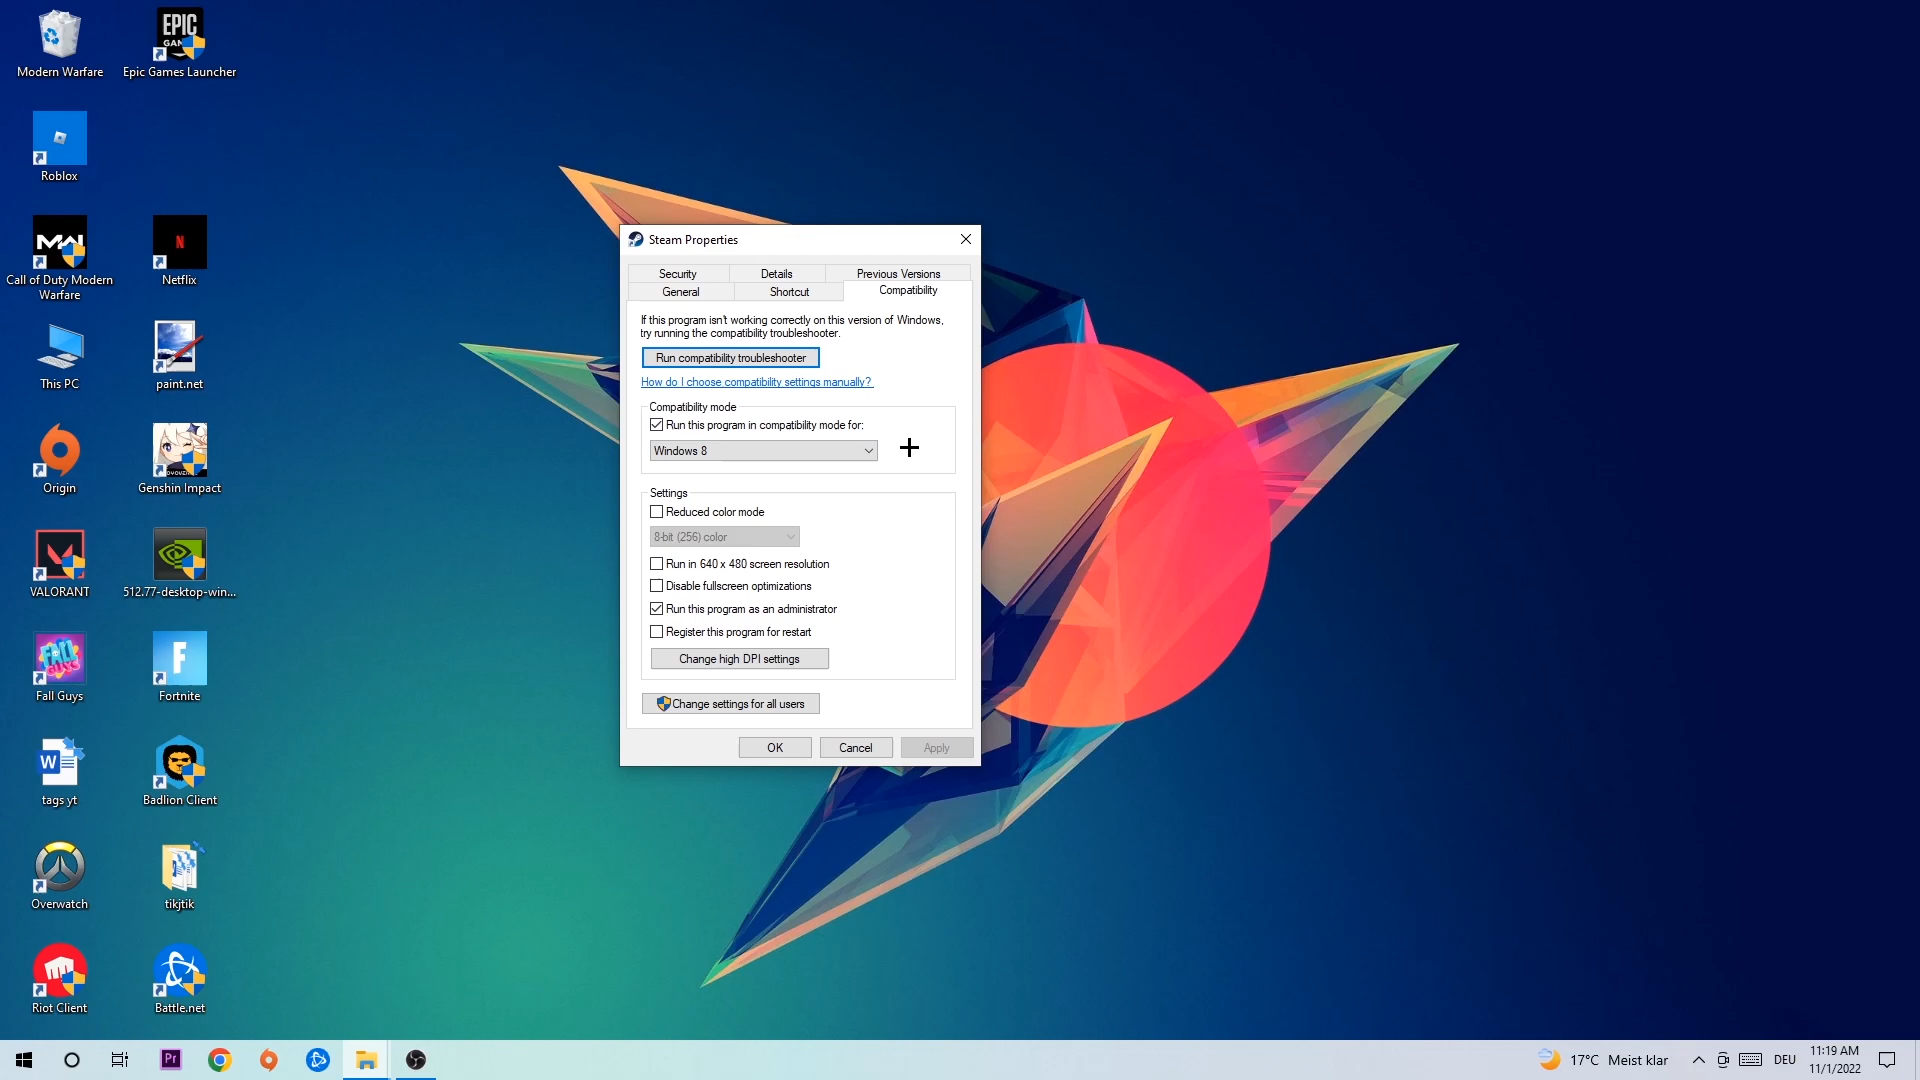 Modern Warfare
EPIC
GAMES
Epic Games Launcher
Roblox
MW
Call of Duty Modern
Warfare
N
Netflix
This PC
paint.net
Origin
Genshin Impact
VALORANT
512.77-desktop-win...
FALL
GUYS
Fall Guys
F
Fortnite
W
tags yt
Badlion Client
Overwatch
tikjtik
Riot Client
Battle.net
Steam Properties
Security
Details
Previous Versions
General
Shortcut
Compatibility
If this program isn't working correctly on this version of Windows,
try running the compatibility troubleshooter.
Run compatibility troubleshooter
How do I choose compatibility settings manually?
Compatibility mode
Run this program in compatibility mode for:
Windows 8
Settings
Reduced color mode
8-bit (256) color
Run in 640 x 480 screen resolution
Disable fullscreen optimizations
Run this program as an administrator
Register this program for restart
Change high DPI settings
Change settings for all users
OK
Cancel
Apply
Pr
17°C Meist klar
DEU
11:19 AM
11/1/2022